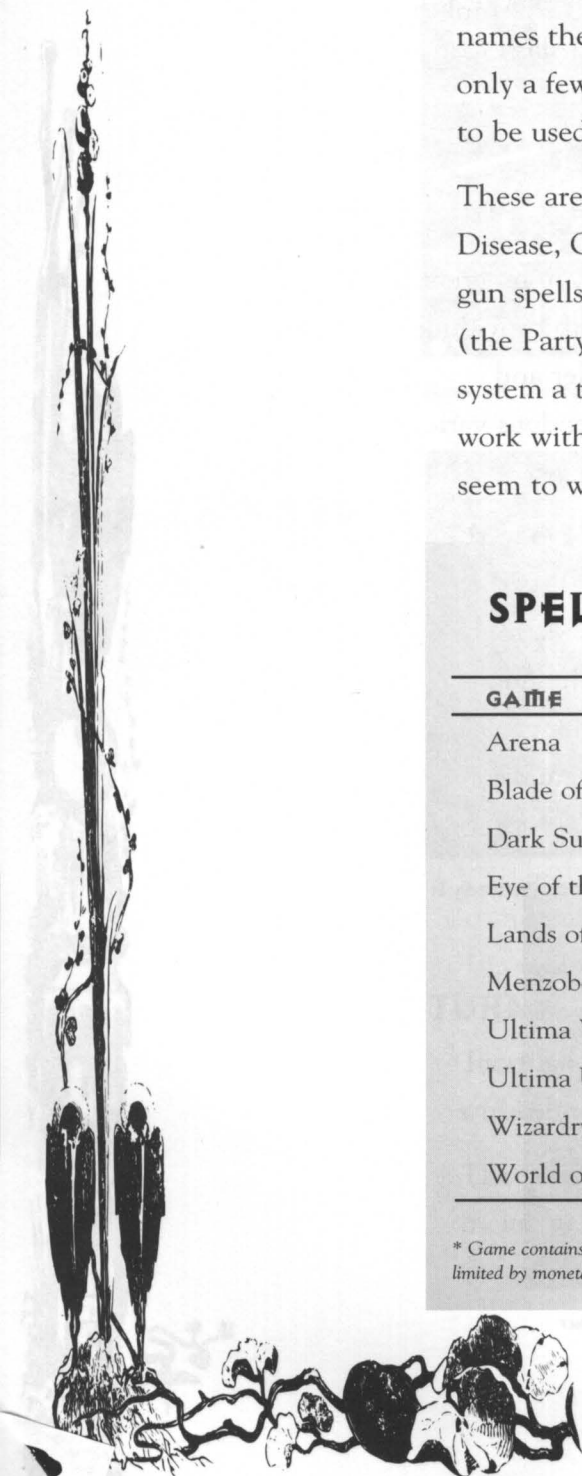 names the
only a few
to be used
These are
Disease, C
gun spells
(the Party
system a t
work with
seem to w
SPEL
GAME
Arena
Blade of
Dark Su
Eye of th
Lands of
Menzobe
Ultima V
Ultima U
Wizardry
World o
* Game contains
limited by moneta